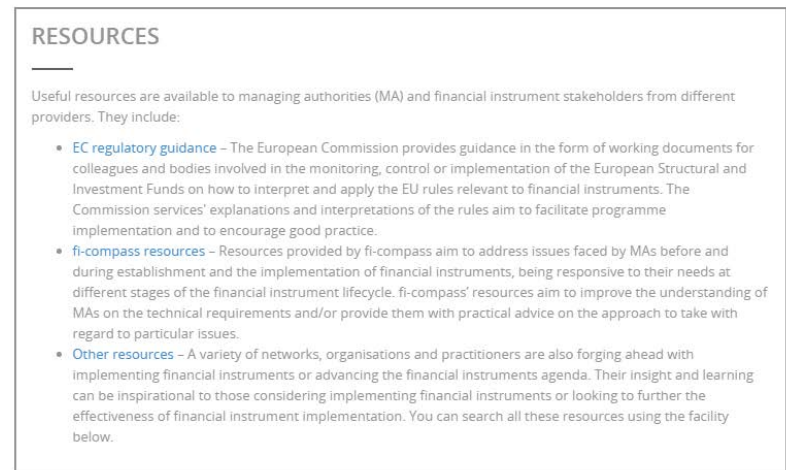 RESOURCES
Useful resources are available to managing authorities (MA) and financial instrument stakeholders from different
providers. They include:
• EC regulatory guidance – The European Commission provides guidance in the form of working documents for
colleagues and bodies involved in the monitoring, control or implementation of the European Structural and
Investment Funds on how to interpret and apply the EU rules relevant to financial instruments. The
Commission services' explanations and interpretations of the rules aim to facilitate programme
implementation and to encourage good practice.
• fi-compass resources – Resources provided by fi-compass aim to address issues faced by MAs before and
during establishment and the implementation of financial instruments, being responsive to their needs at
different stages of the financial instrument lifecycle. fi-compass' resources aim to improve the understanding of
MAs on the technical requirements and/or provide them with practical advice on the approach to take with
regard to particular issues.
• Other resources – A variety of networks, organisations and practitioners are also forging ahead with
implementing financial instruments or advancing the financial instruments agenda. Their insight and learning
can be inspirational to those considering implementing financial instruments or looking to further the
effectiveness of financial instrument implementation. You can search all these resources using the facility
below.